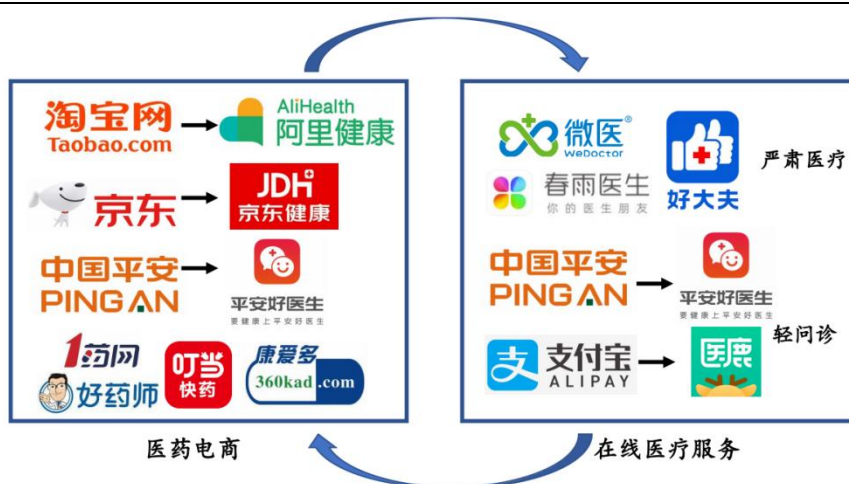 淘宝网
Taobao.com
AliHealth
阿里健康
京东
JDH
京东健康
中国平安
PING AN
平安好医生
要健康上平安好医生
1药网
好药师
叮当
快药
康爱多
360kad.com
医药电商
微医®
WeDoctor
好大夫
严肃医疗
春雨医生
你的医生朋友
中国平安
PING AN
平安好医生
要健康上平安好医生
轻问诊
支
支付宝
ALIPAY
医鹿
在线医疗服务